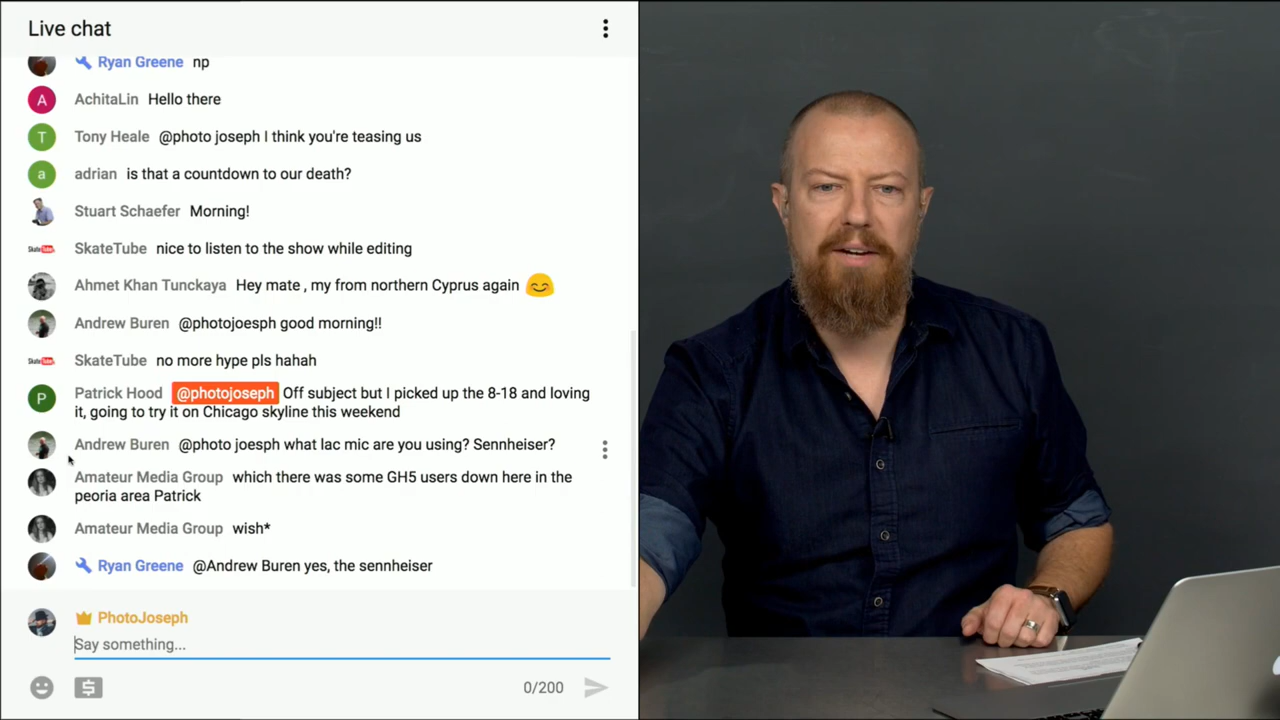 Live chat
Ryan Greene np
A AchitaLin Hello there
T Tony Heale @photo joseph I think you're teasing us
a adrian is that a countdown to our death?
Stuart Schaefer Morning!
SkateTube nice to listen to the show while editing
Ahmet Khan Tunckaya Hey mate , my from northern Cyprus again
Andrew Buren @photojoesph good morning!!
SkateTube no more hype pls hahah
P Patrick Hood @photojoseph Off subject but I picked up the 8-18 and loving
it, going to try it on Chicago skyline this weekend
Andrew Buren @photo joesph what lac mic are you using? Sennheiser?
Amateur Media Group which there was some GH5 users down here in the
peoria area Patrick
Amateur Media Group wish*
Ryan Greene @Andrew Buren yes, the sennheiser
PhotoJoseph
Say something...
$ 0/200